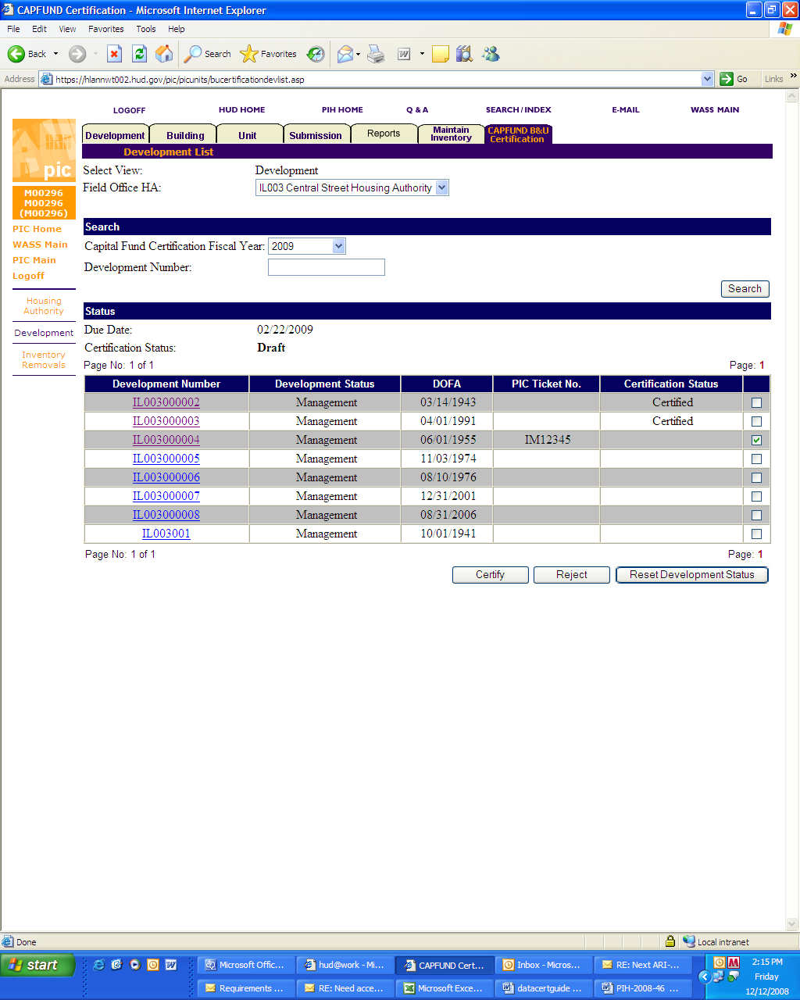 CAPFUND Certification - Microsoft Internet Explorer
File Edit View Favorites Tools Help
Back Search Favorites
Address https://hlannwt002.hud.gov/pic/picunits/bucertificationdevlist.asp Go Links »
LOGOFF HUD HOME PIH HOME Q & A SEARCH / INDEX E-MAIL WASS MAIN
pic
Development Building Unit Submission Reports Maintain Inventory CAPFUND B&U Certification
Development List
M00296
M00296
(M00296)
PIC Home
WASS Main
PIC Main
Logoff
Housing
Authority
Development
Inventory
Removals
Select View: Development
Field Office HA: IL003 Central Street Housing Authority
Search
Capital Fund Certification Fiscal Year: 2009
Development Number:
Search
Status
Due Date: 02/22/2009
Certification Status: Draft
Page No: 1 of 1 Page: 1
Development Number Development Status DOFA PIC Ticket No. Certification Status
IL003000002 Management 03/14/1943 Certified
IL003000003 Management 04/01/1991 Certified
IL003000004 Management 06/01/1955 IM12345
IL003000005 Management 11/03/1974
IL003000006 Management 08/10/1976
IL003000007 Management 12/31/2001
IL003000008 Management 08/31/2006
IL003001 Management 10/01/1941
Page No: 1 of 1 Page: 1
Certify Reject Reset Development Status
Done Local intranet
start Microsoft Offic... hud@work - Mi... CAPFUND Cert... Inbox - Micros... RE: Next ARI-... 2:15 PM
Friday
Requirements ... RE: Need acce... Microsoft Exce... datacertguide ... PIH-2008-46 ... 12/12/2008